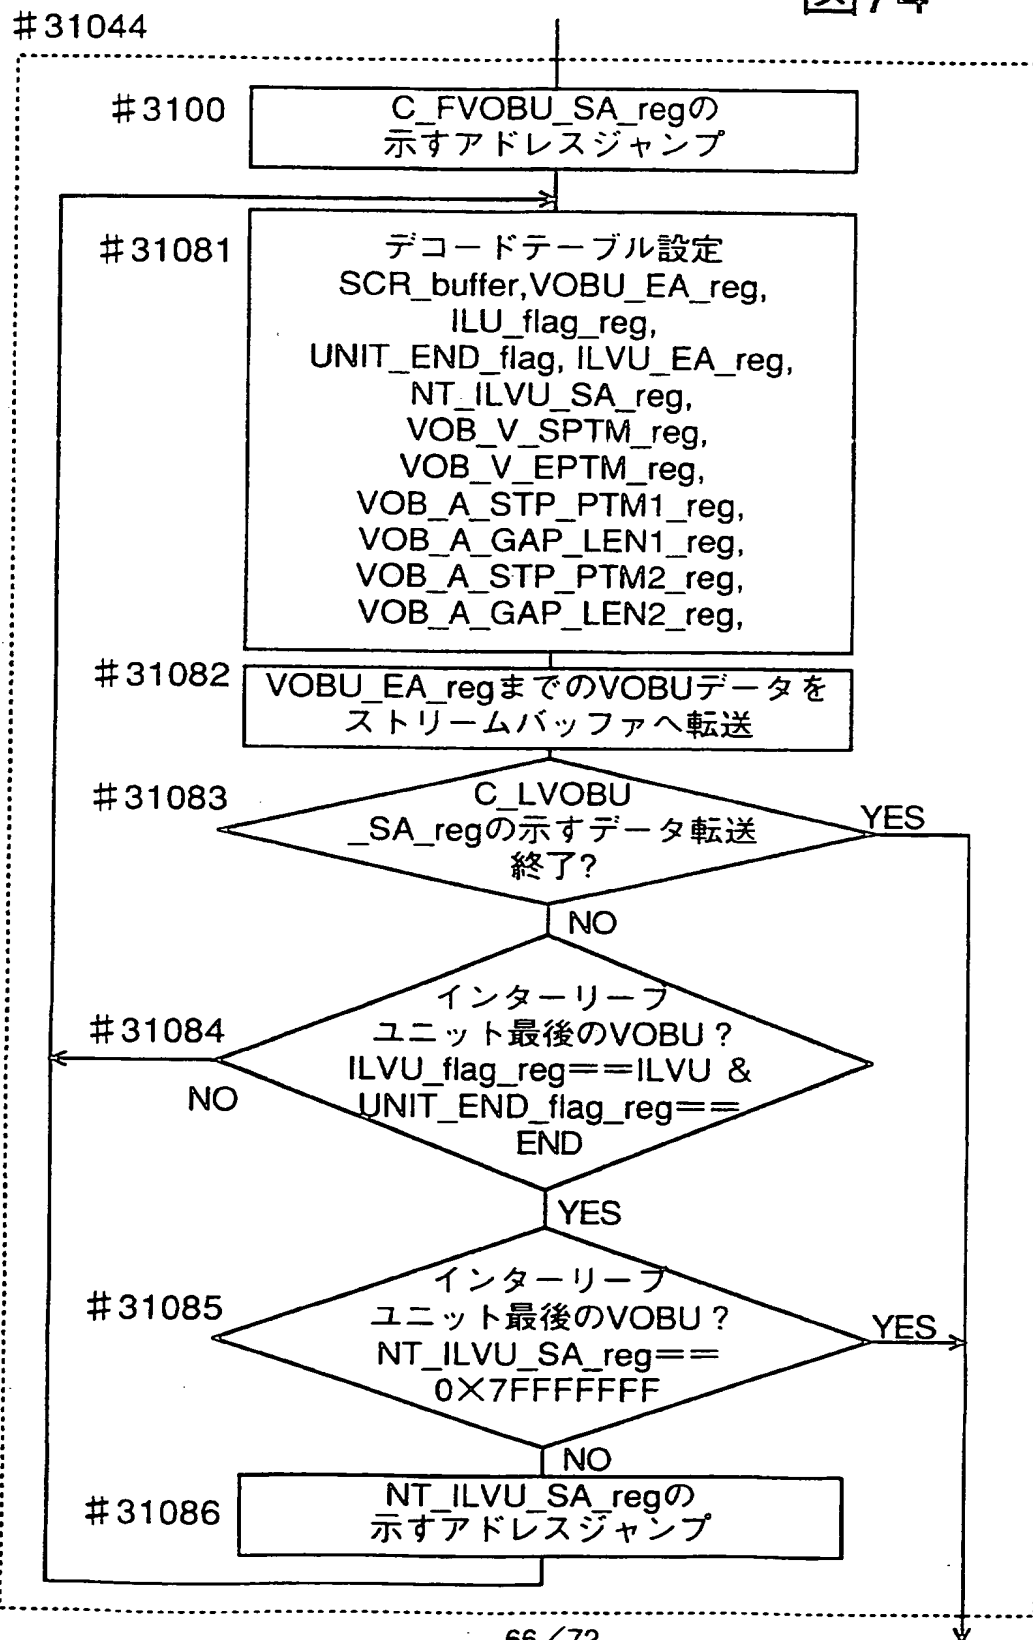 図74
#31044
#3100
C_FVOBU_SA_regの
示すアドレスジャンプ
#31081
デコードテーブル設定
SCR_buffer,VOBU_EA_reg,
ILU_flag_reg,
UNIT_END_flag, ILVU_EA_reg,
NT_ILVU_SA_reg,
VOB_V_SPTM_reg,
VOB_V_EPTM_reg,
VOB_A_STP_PTM1_reg,
VOB_A_GAP_LEN1_reg,
VOB_A_STP_PTM2_reg,
VOB_A_GAP_LEN2_reg,
#31082
VOBU_EA_regまでのVOBUデータを
ストリームバッファへ転送
#31083
C_LVOBU
_SA_regの示すデータ転送
終了?
YES
NO
#31084
インターリーブ
ユニット最後のVOBU?
ILVU_flag_reg==ILVU &
UNIT_END_flag_reg==
END
NO
YES
#31085
インターリーブ
ユニット最後のVOBU?
NT_ILVU_SA_reg==
0×7FFFFFFF
YES
NO
#31086
NT_ILVU_SA_regの
示すアドレスジャンプ
66/72